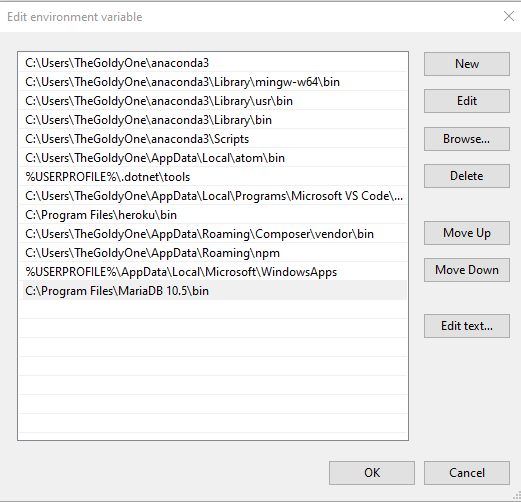 Edit environment variable
C:\Users\TheGoldyOne\anaconda3
C:\Users\TheGoldyOne\anaconda3\Library\mingw-w64\bin
C:\Users\TheGoldyOne\anaconda3\Library\usr\bin
C:\Users\TheGoldyOne\anaconda3\Library\bin
C:\Users\TheGoldyOne\anaconda3\Scripts
C:\Users\TheGoldyOne\AppData\Local\atom\bin
%USERPROFILE%\.dotnet\tools
C:\Users\TheGoldyOne\AppData\Local\Programs\Microsoft VS Code\...
C:\Program Files\heroku\bin
C:\Users\TheGoldyOne\AppData\Roaming\Composer\vendor\bin
C:\Users\TheGoldyOne\AppData\Roaming\npm
%USERPROFILE%\AppData\Local\Microsoft\WindowsApps
C:\Program Files\MariaDB 10.5\bin
New
Edit
Browse...
Delete
Move Up
Move Down
Edit text...
OK
Cancel